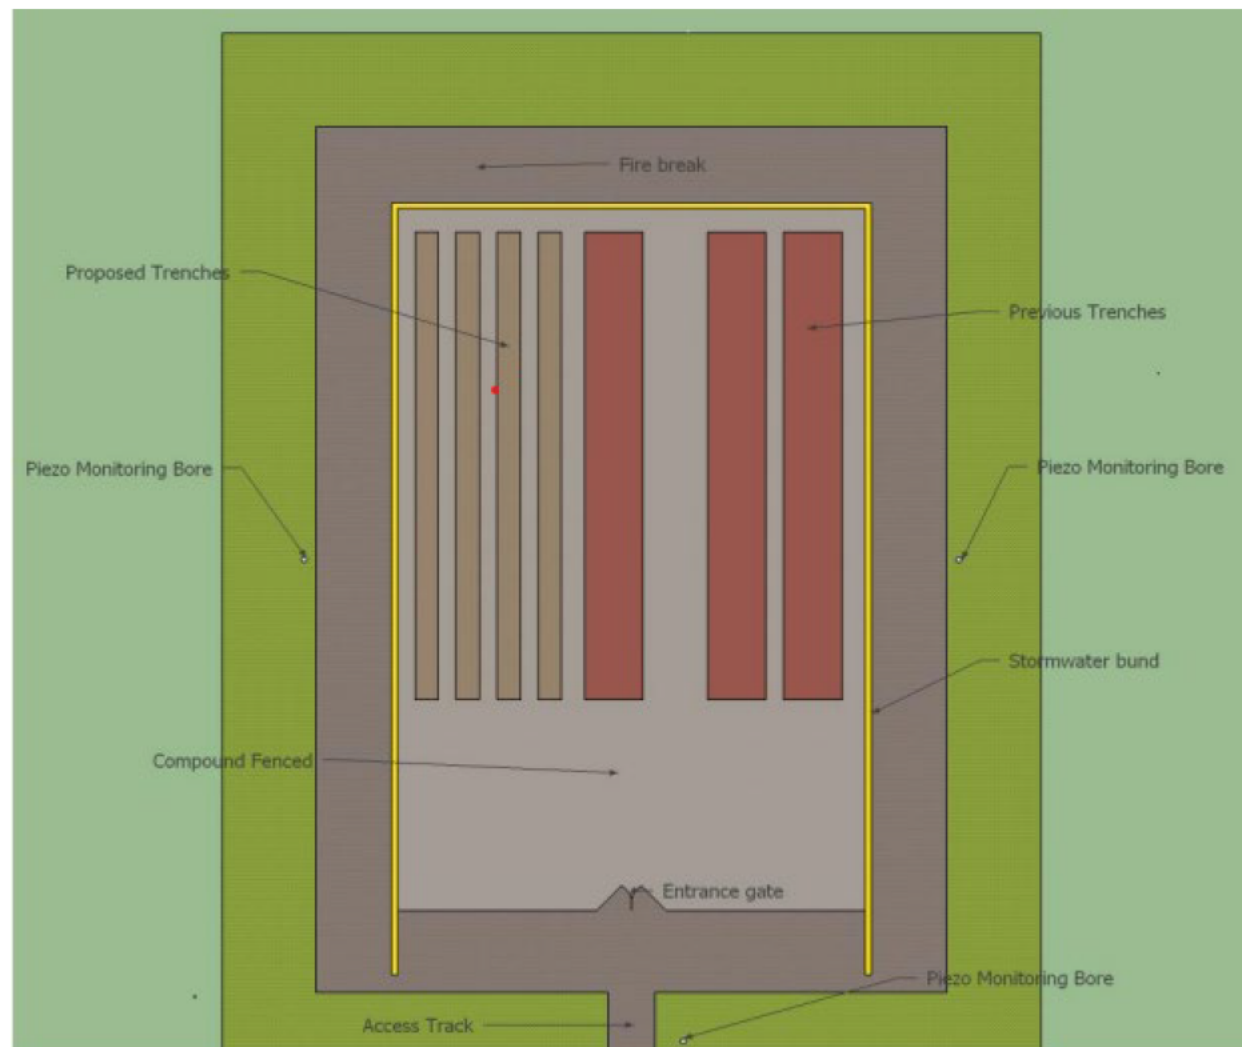 Fire break
Proposed Trenches
Previous Trenches
Piezo Monitoring Bore
Piezo Monitoring Bore
Stormwater bund
Compound Fenced
Entrance gate
Piezo Monitoring Bore
Access Track